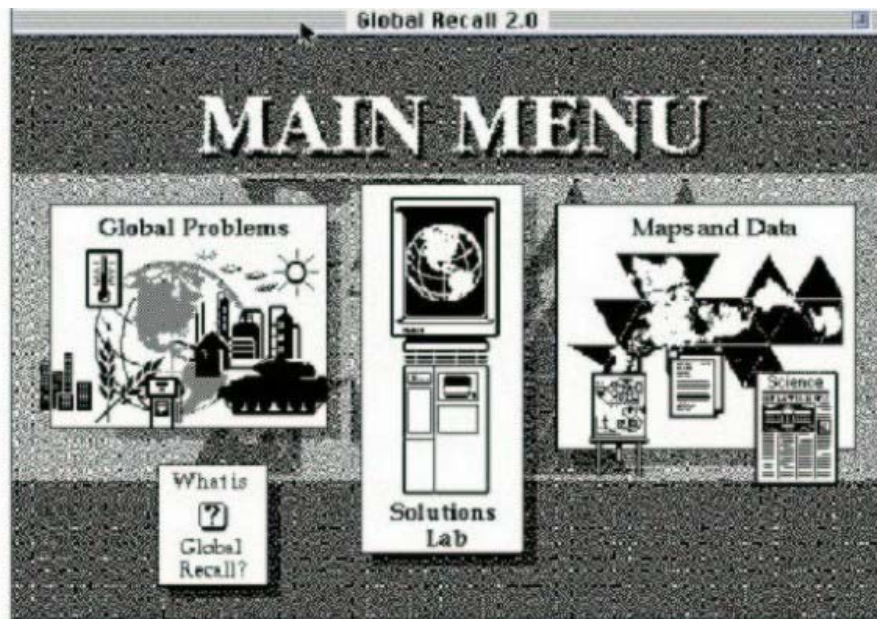 Global Recall 2.0
MAIN MENU
Global Problems
Solutions
Lab
Maps and Data
Science
What is
?
Global
Recall?